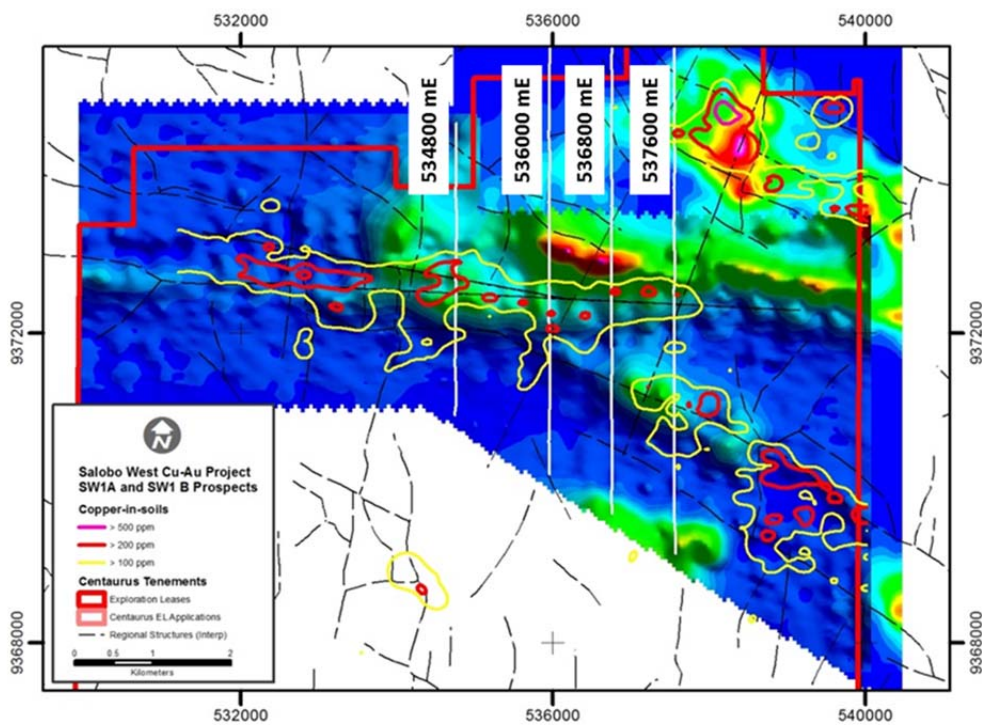 532000
536000
540000
534800 mE
536000 mE
536800 mE
537600 mE
9372000
9372000
N
Salobo West Cu-Au Project
SW1A and SW1 B Prospects
Copper-in-soils
> 500 ppm
> 200 ppm
> 100 ppm
Centaurus Tenements
Exploration Leases
Centaurus EL Applications
Regional Structures (Interp)
0 0.5 1 2
Kilometers
9368000
9368000
532000
536000
540000